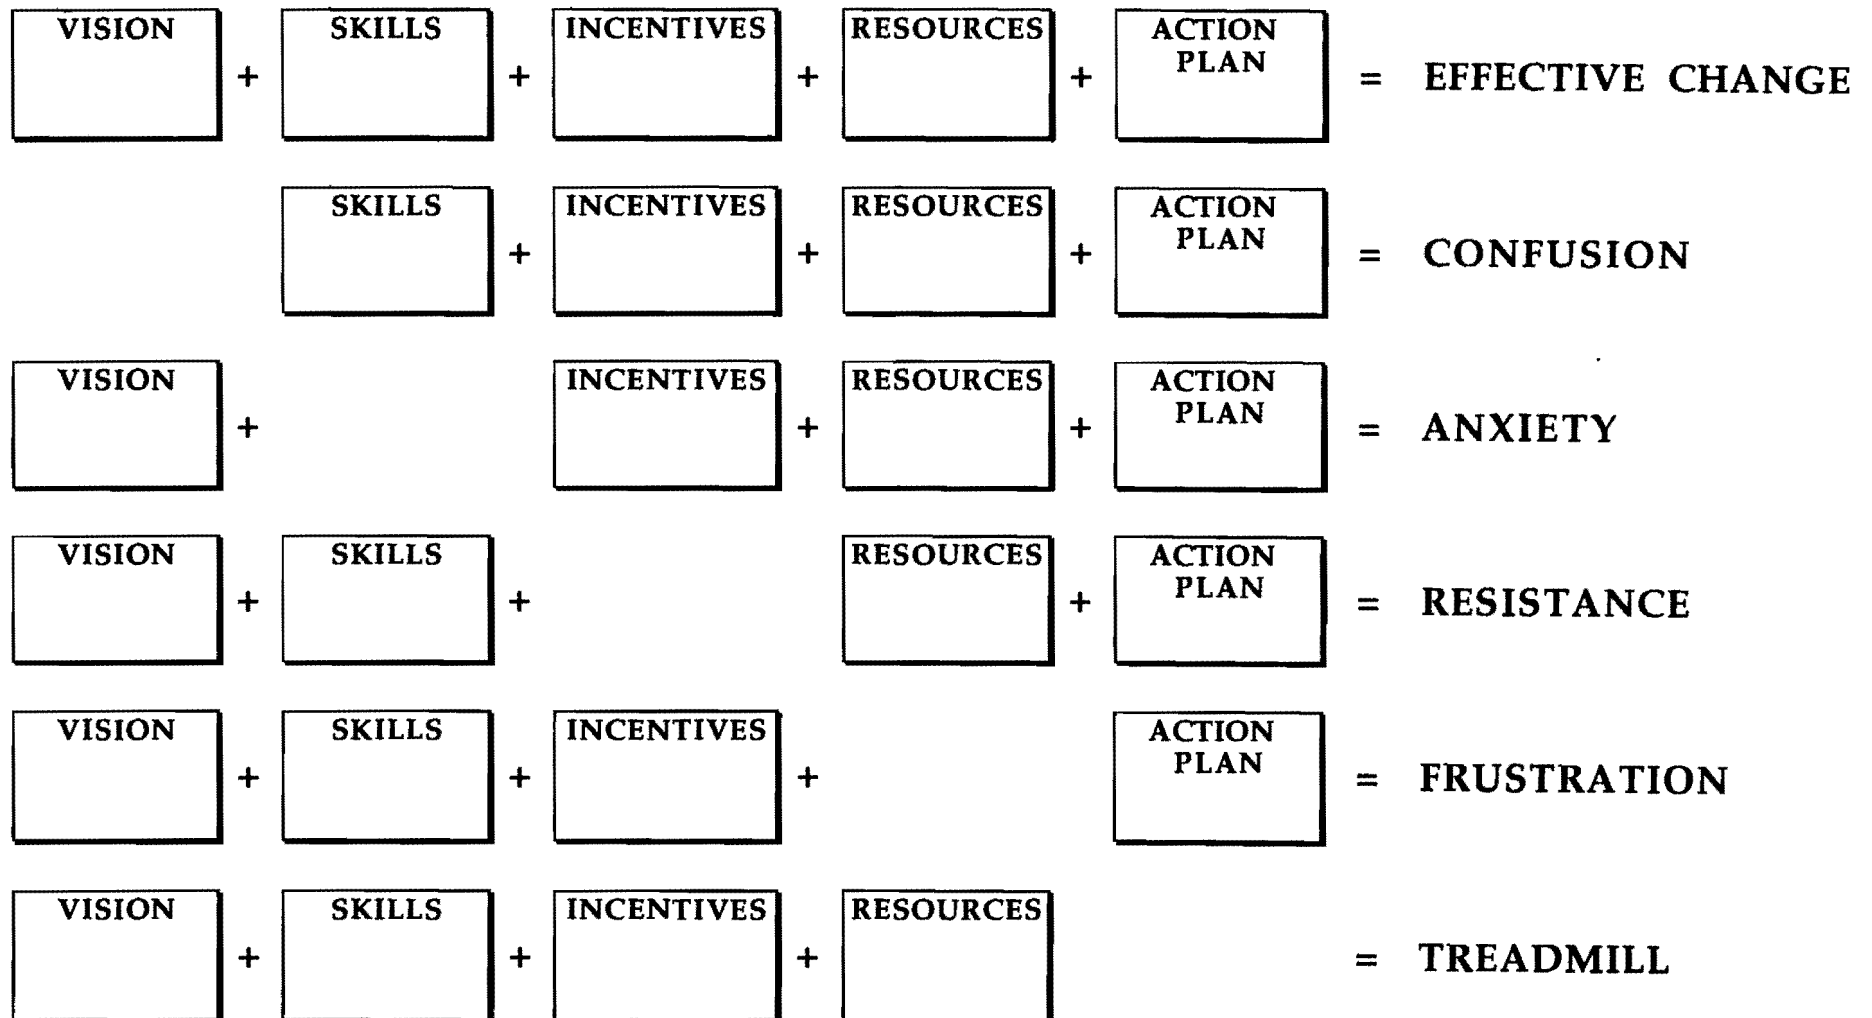 VISION + SKILLS + INCENTIVES + RESOURCES + ACTION PLAN = EFFECTIVE CHANGE
SKILLS + INCENTIVES + RESOURCES + ACTION PLAN = CONFUSION
VISION + INCENTIVES + RESOURCES + ACTION PLAN = ANXIETY
VISION + SKILLS + RESOURCES + ACTION PLAN = RESISTANCE
VISION + SKILLS + INCENTIVES + ACTION PLAN = FRUSTRATION
VISION + SKILLS + INCENTIVES + RESOURCES = TREADMILL